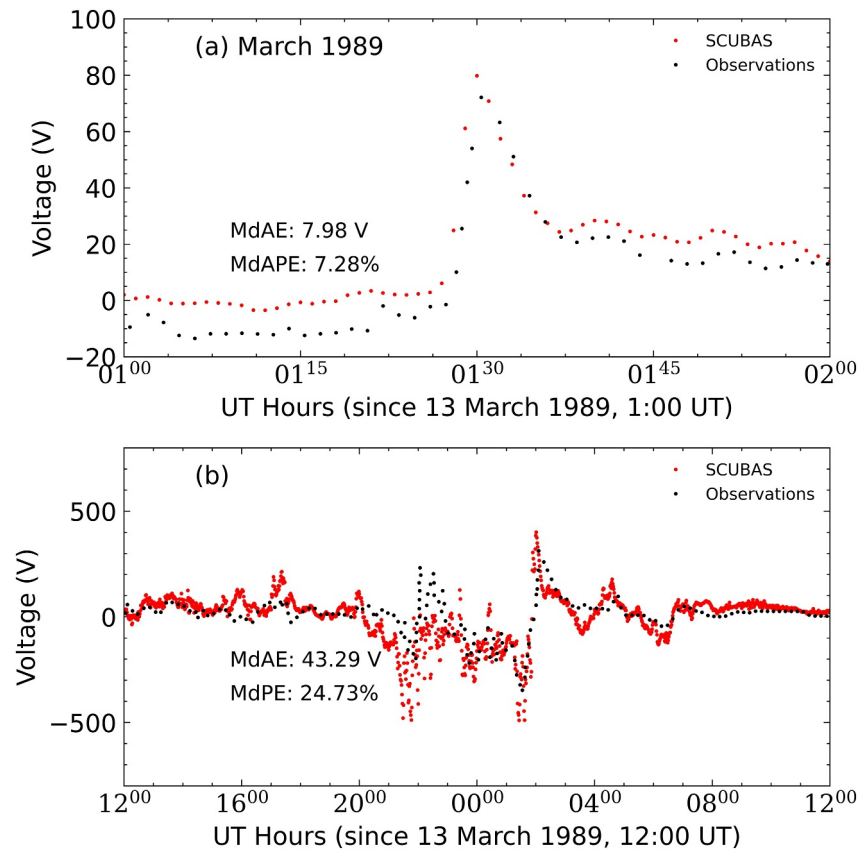 (a) March 1989
SCUBAS
Observations
100
80
60
40
20
0
−20
Voltage (V)
MdAE: 7.98 V
MdAPE: 7.28%
01⁰⁰ 01¹⁵ 01³⁰ 01⁴⁵ 02⁰⁰
UT Hours (since 13 March 1989, 1:00 UT)
(b)
SCUBAS
Observations
500
0
−500
Voltage (V)
MdAE: 43.29 V
MdPE: 24.73%
12⁰⁰ 16⁰⁰ 20⁰⁰ 00⁰⁰ 04⁰⁰ 08⁰⁰ 12⁰⁰
UT Hours (since 13 March 1989, 12:00 UT)